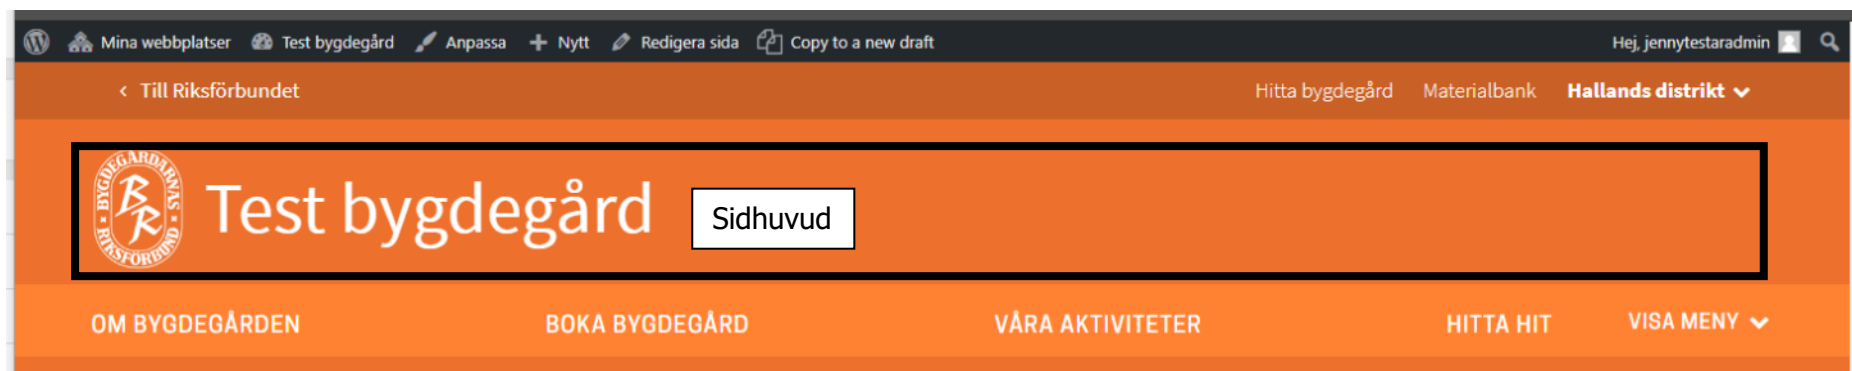 Mina webbplatser Test bygdegård Anpassa + Nytt Redigera sida Copy to a new draft Hej, jennytestaradmin
‹ Till Riksförbundet Hitta bygdegård Materialbank Hallands distrikt
BYGDEGÅRDARNAS RIKSFÖRBUND BR
Test bygdegård Sidhuvud
OM BYGDEGÅRDEN BOKA BYGDEGÅRD VÅRA AKTIVITETER HITTA HIT VISA MENY